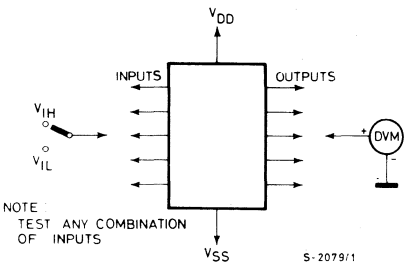 VDD
INPUTS
OUTPUTS
VIH
VIL
+
DVM
-
NOTE :
TEST ANY COMBINATION
OF INPUTS
VSS
S-2079/1